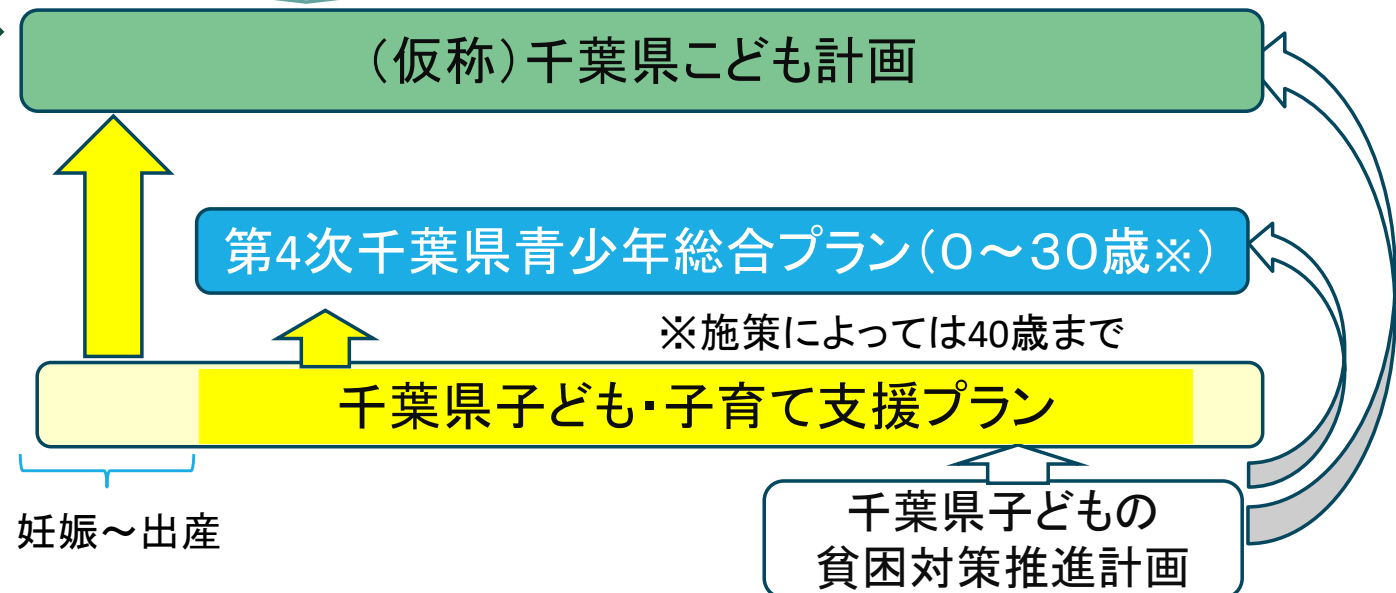 （仮称）千葉県こども計画
第4次千葉県青少年総合プラン（０～３０歳※）
※施策によっては40歳まで
千葉県子ども・子育て支援プラン
妊娠～出産
千葉県子どもの
貧困対策推進計画